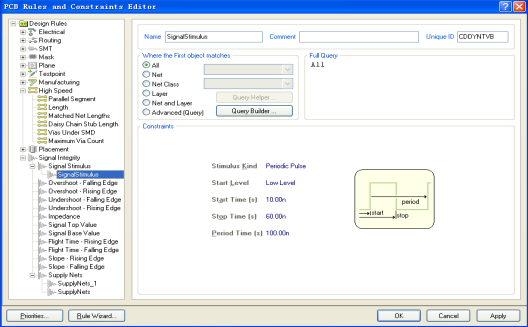 PCB Rules and Constraints Editor
Design Rules
Electrical
Routing
SMT
Mask
Plane
Testpoint
Manufacturing
High Speed
Parallel Segment
Length
Matched Net Lengths
Daisy Chain Stub Length
Vias Under SMD
Maximum Via Count
Placement
Signal Integrity
Signal Stimulus
SignalStimulus
Overshoot - Falling Edge
Overshoot - Rising Edge
Undershoot - Falling Edge
Undershoot - Rising Edge
Impedance
Signal Top Value
Signal Base Value
Flight Time - Rising Edge
Flight Time - Falling Edge
Slope - Rising Edge
Slope - Falling Edge
Supply Nets
SupplyNets_1
SupplyNets
Name SignalStimulus Comment Unique ID CDDYNTVB
Where the First object matches
All
Net
Net Class
Layer
Net and Layer
Advanced (Query)
Query Helper ...
Query Builder ...
Full Query
All
Constraints
Stimulus Kind Periodic Pulse
Start Level Low Level
Start Time (s) 10.00n
Stop Time (s) 60.00n
Period Time (s) 100.00n
period
start
stop
Priorities... Rule Wizard... OK Cancel Apply